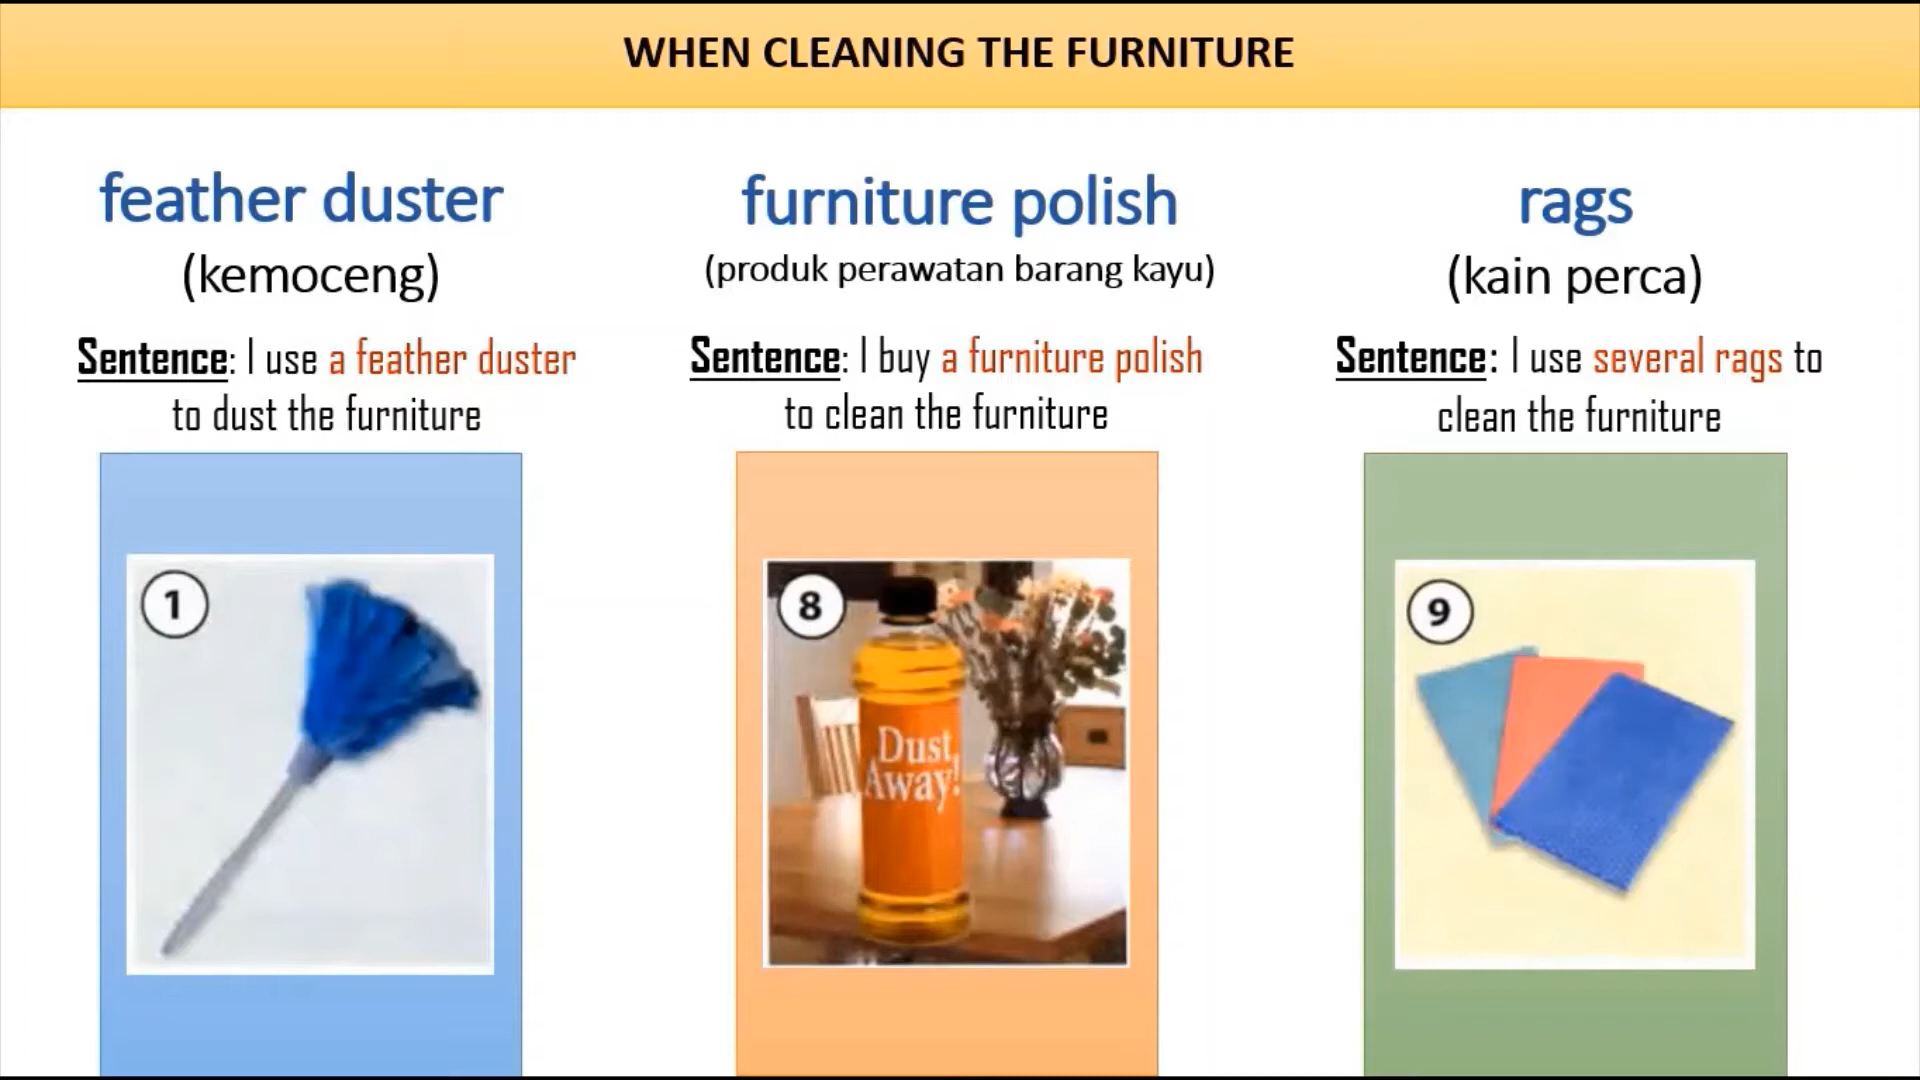 WHEN CLEANING THE FURNITURE
feather duster
(kemoceng)
Sentence: I use a feather duster
to dust the furniture
1
furniture polish
(produk perawatan barang kayu)
Sentence: I buy a furniture polish
to clean the furniture
8
Dust
Away!
rags
(kain perca)
Sentence: I use several rags to
clean the furniture
9